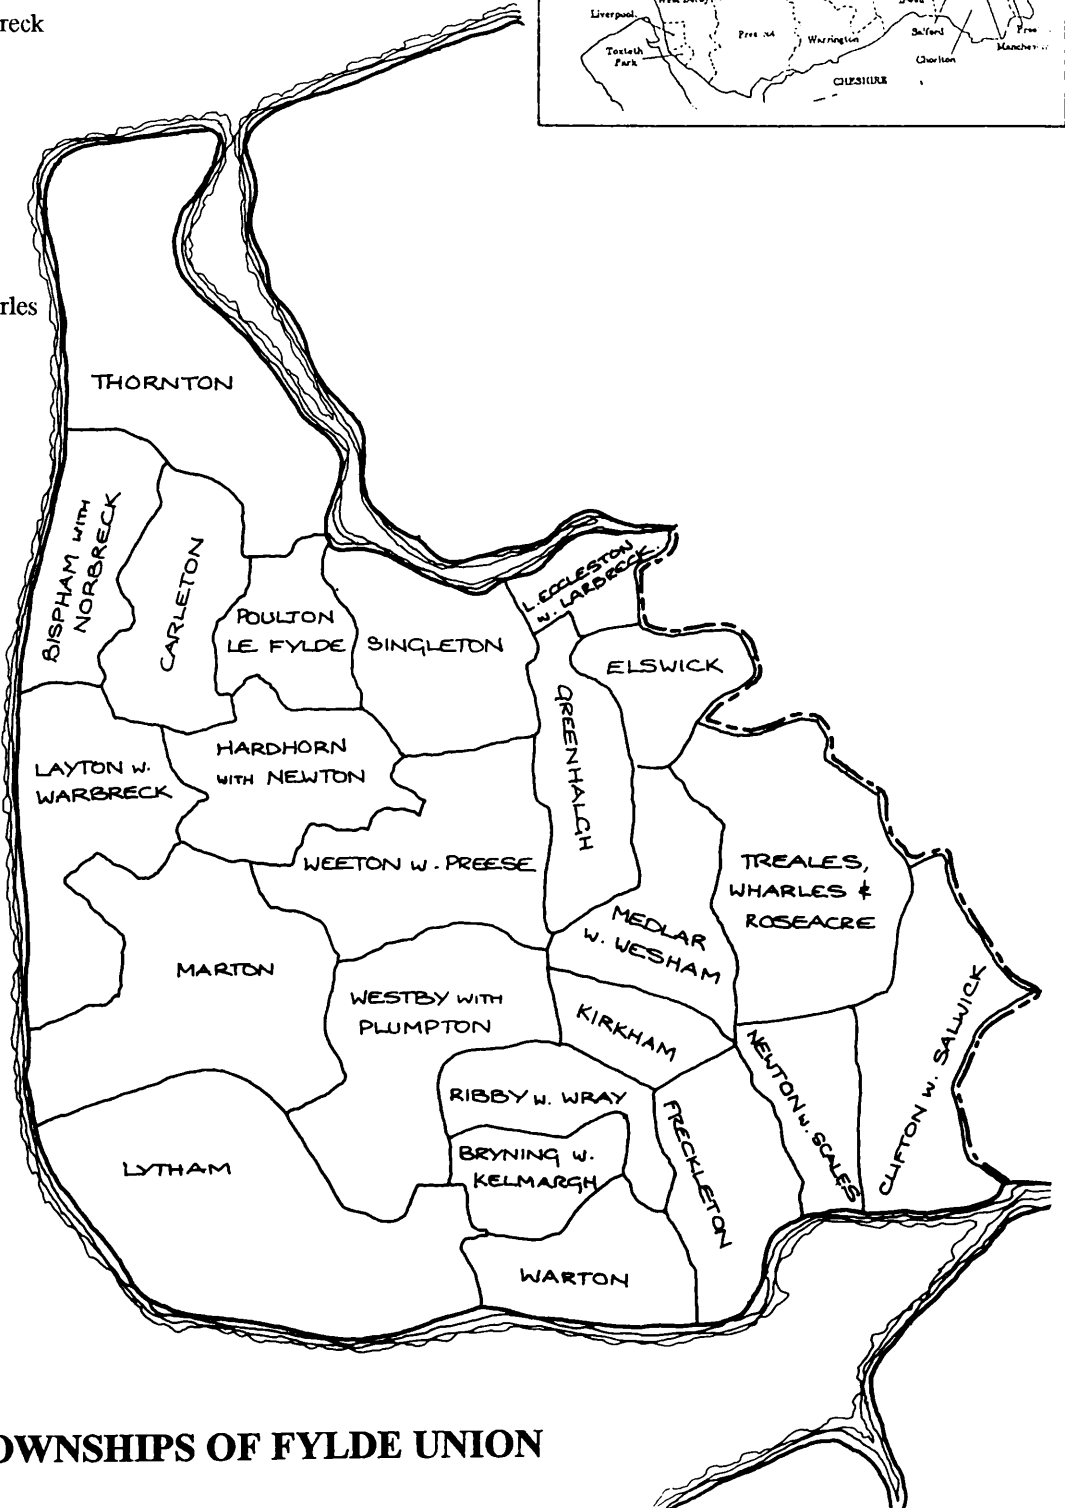 reck
Liverpool.
Toxteth
Park
Warrington
Salford
Chorlton
CHESHIRE
rles
THORNTON
BISPHAM WITH
NORBRECK
CARLETON
POULTON
LE FYLDE
SINGLETON
L. ECCLESTON
W. LARBRECK
ELSWICK
GREENHALGH
HARDHORN
WITH NEWTON
LAYTON W.
WARBRECK
WEETON W. PREESE
TREALES,
WHARLES &
ROSEACRE
MEDLAR
W. WESHAM
MARTON
WESTBY WITH
PLUMPTON
KIRKHAM
NEWTON W. SCALES
CLIFTON W. SALWICK
RIBBY W. WRAY
FRECKLETON
BRYNING W.
KELMARGH
LYTHAM
WARTON
OWNSHIPS OF FYLDE UNION